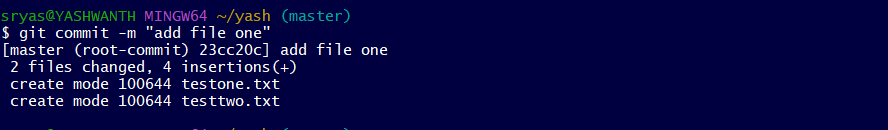 sryas@YASHWANTH MINGW64 ~/yash (master)
$ git commit -m "add file one"
[master (root-commit) 23cc20c] add file one
 2 files changed, 4 insertions(+)
 create mode 100644 testone.txt
 create mode 100644 testtwo.txt